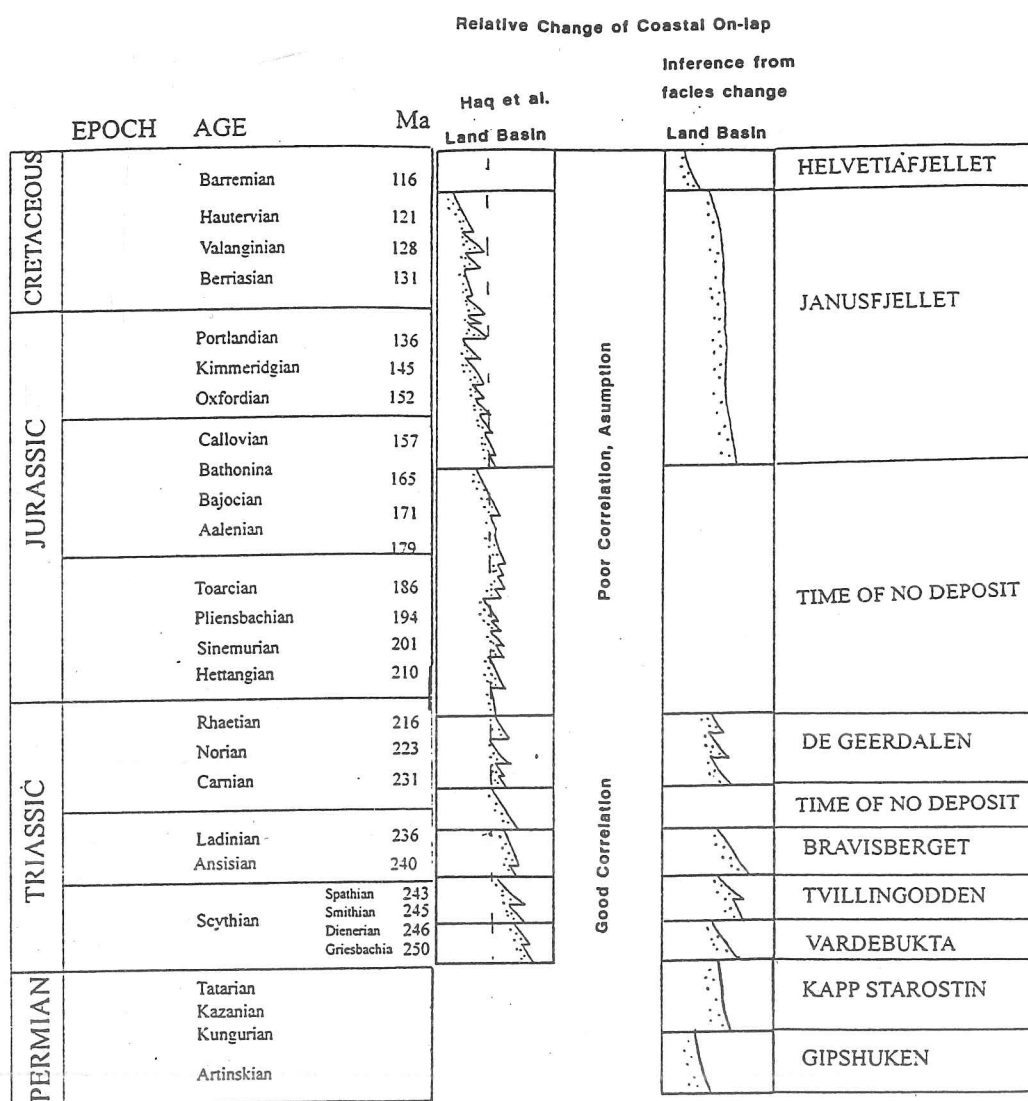 Relative Change of Coastal On-lap
Inference from
facies change
Haq et al.
EPOCH AGE Ma
Land Basin
Land Basin
CRETACEOUS
Barremian 116
Hautervian 121
Valanginian 128
Berriasian 131
JURASSIC
Portlandian 136
Kimmeridgian 145
Oxfordian 152
Callovian 157
Bathonina 165
Bajocian 171
Aalenian 179
Toarcian 186
Pliensbachian 194
Sinemurian 201
Hettangian 210
TRIASSIC
Rhaetian 216
Norian 223
Carnian 231
Ladinian 236
Ansisian 240
Scythian
Spathian 243
Smithian 245
Dienerian 246
Griesbachia 250
PERMIAN
Tatarian
Kazanian
Kungurian
Artinskian
Poor Correlation, Asumption
Good Correlation
HELVETIAFJELLET
JANUSFJELLET
TIME OF NO DEPOSIT
DE GEERDALEN
TIME OF NO DEPOSIT
BRAVISBERGET
TVILLINGODDEN
VARDEBUKTA
KAPP STAROSTIN
GIPSHUKEN